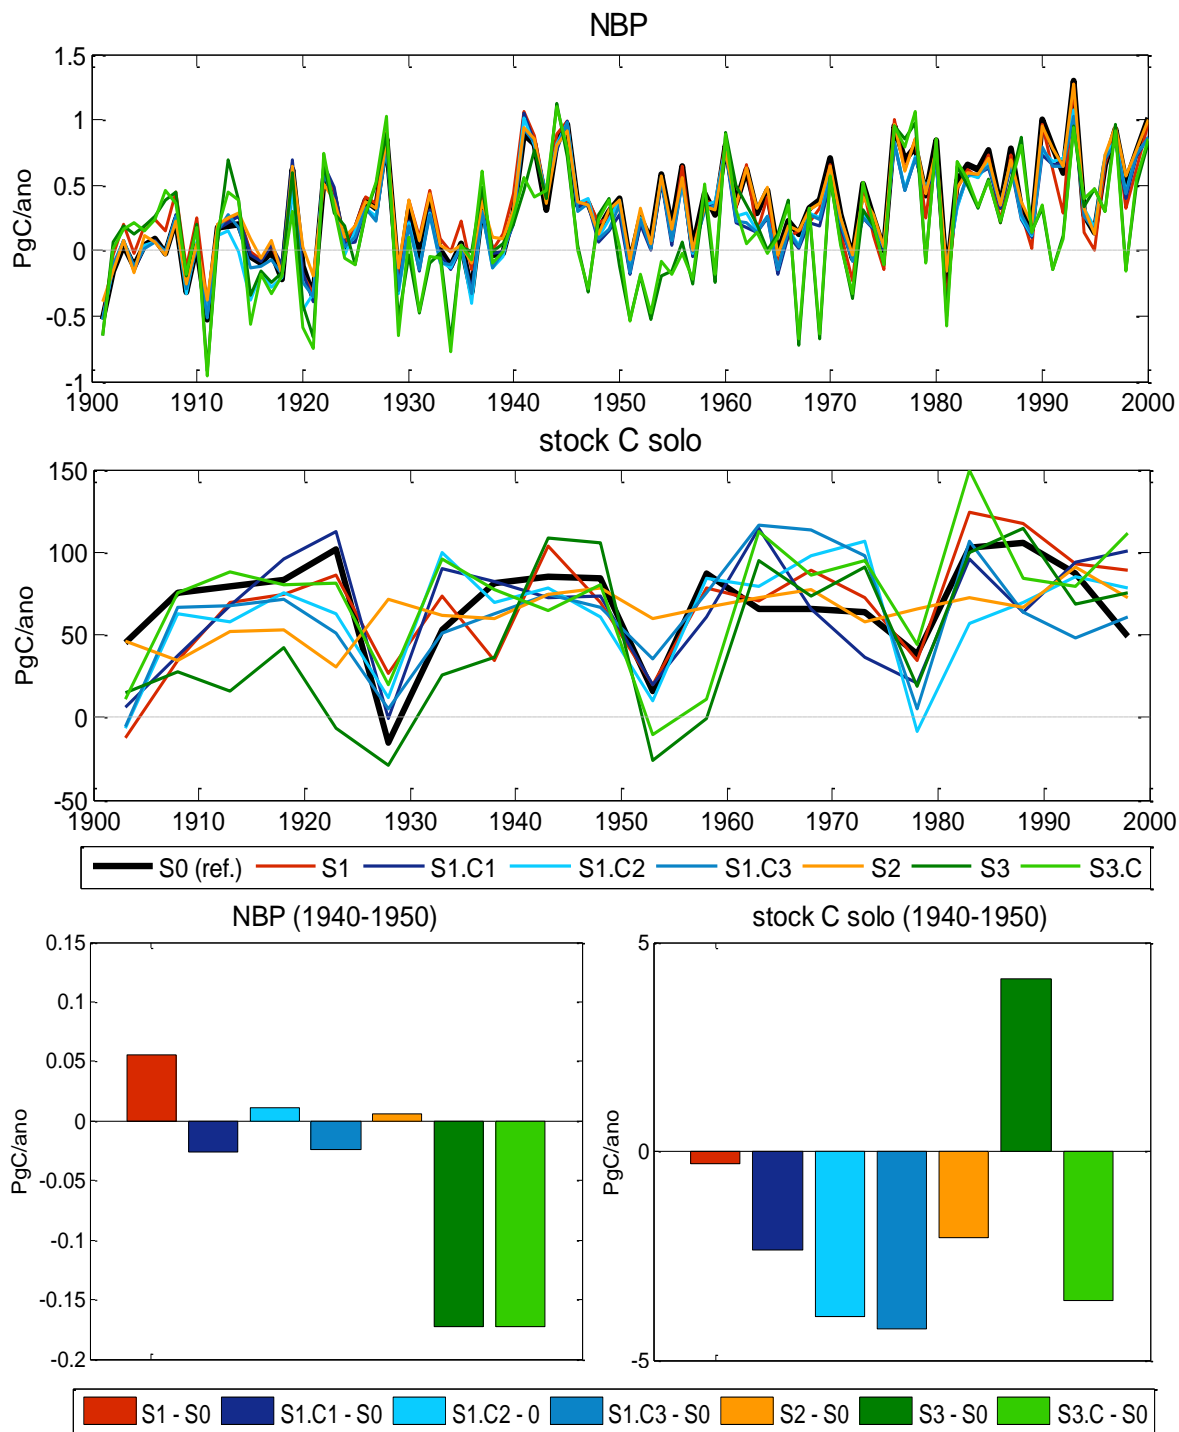 NBP
1.5
1
0.5
0
-0.5
-1
PgC/ano
1900 1910 1920 1930 1940 1950 1960 1970 1980 1990 2000
stock C solo
150
100
50
0
-50
PgC/ano
1900 1910 1920 1930 1940 1950 1960 1970 1980 1990 2000
S0 (ref.) S1 S1.C1 S1.C2 S1.C3 S2 S3 S3.C
NBP (1940-1950)
0.15
0.1
0.05
0
-0.05
-0.1
-0.15
-0.2
PgC/ano
stock C solo (1940-1950)
5
0
-5
PgC/ano
S1 - S0 S1.C1 - S0 S1.C2 - 0 S1.C3 - S0 S2 - S0 S3 - S0 S3.C - S0